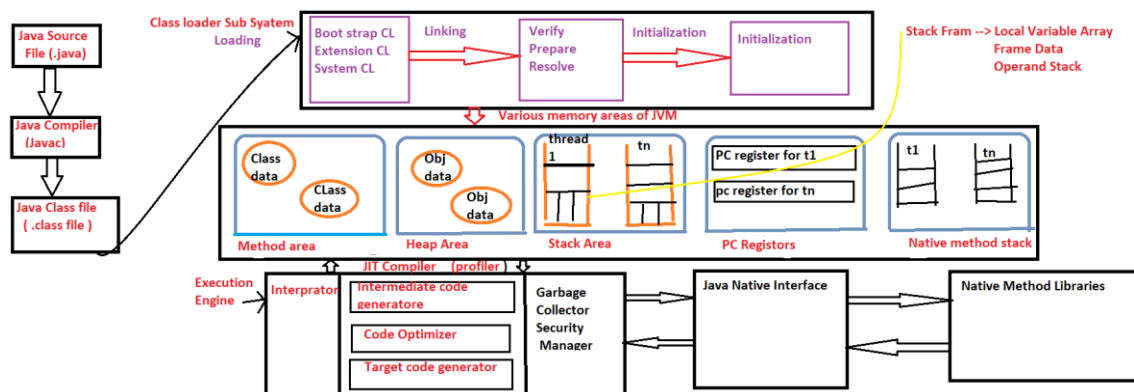 Java Source
File (.java)
Java Compiler
(Javac)
Java Class file
( .class file )
Class loader Sub Saytem
Loading
Boot strap CL
Extension CL
System CL
Linking
Verify
Prepare
Resolve
Initialization
Initialization
Stack Fram --> Local Variable Array
Frame Data
Operand Stack
Various memory areas of JVM
Class
data
CLass
data
Method area
Obj
data
Obj
data
Heap Area
thread
1
tn
Stack Area
PC register for t1
pc register for tn
PC Registors
t1
tn
Native method stack
Execution
Engine
Interprator
JIT Compiler (profiler)
Intermediate code
generatore
Code Optimizer
Target code generator
Garbage
Collector
Security
Manager
Java Native Interface
Native Method Libraries